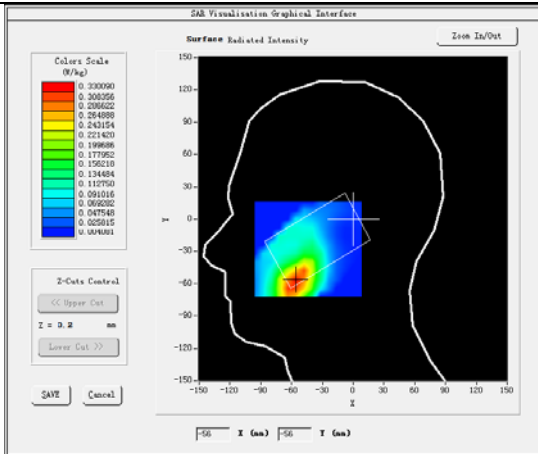 SAR Visualisation Graphical Interface
Surface Radiated Intensity
Zoom In/Out
Colors Scale
(W/kg)
0.330090
0.308356
0.286622
0.264888
0.243154
0.221420
0.199686
0.177952
0.156218
0.134484
0.112750
0.091016
0.069282
0.047548
0.025815
0.004081
150
120
90
60
30
0
-30
-60
-90
-120
-150
Y
-150 -120 -90 -60 -30 0 30 60 90 120 150
X
Z-Cuts Control
<< Upper Cut
Z = 3.2 mm
Lower Cut >>
SAVE Cancel
-56 X (mm) -56 Y (mm)